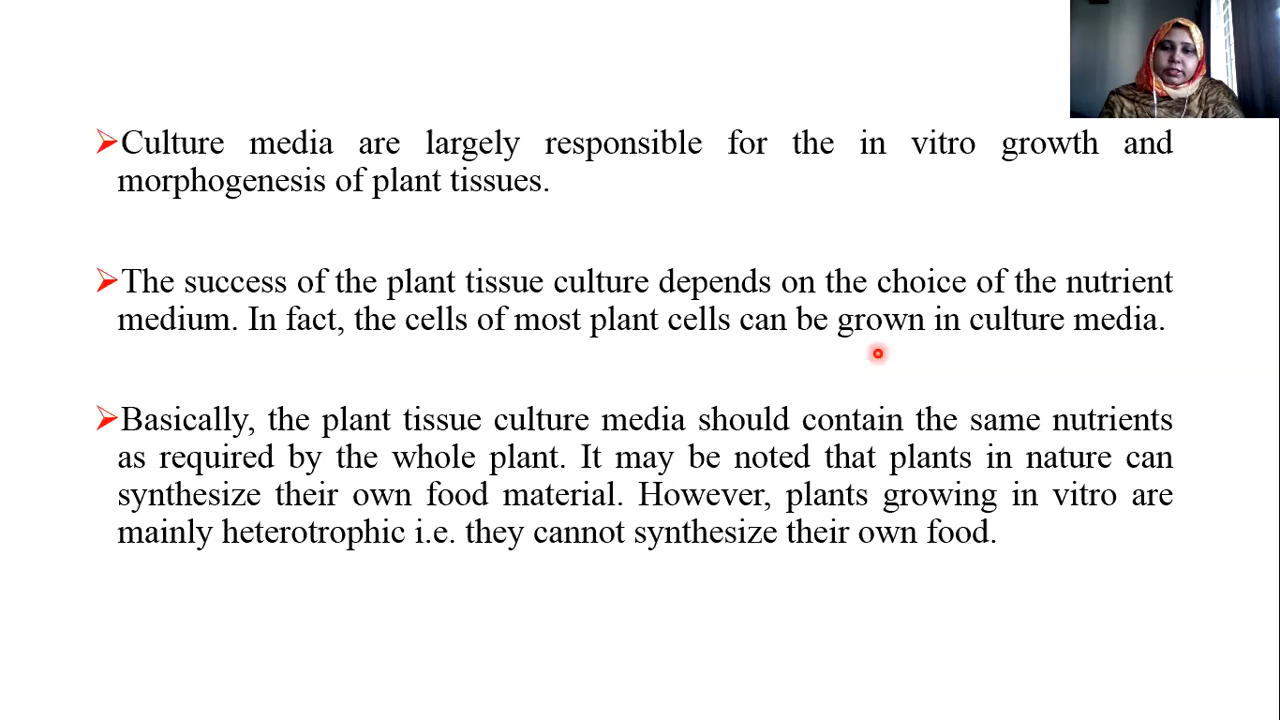 Culture media are largely responsible for the in vitro growth and
morphogenesis of plant tissues.
The success of the plant tissue culture depends on the choice of the nutrient
medium. In fact, the cells of most plant cells can be grown in culture media.
Basically, the plant tissue culture media should contain the same nutrients
as required by the whole plant. It may be noted that plants in nature can
synthesize their own food material. However, plants growing in vitro are
mainly heterotrophic i.e. they cannot synthesize their own food.